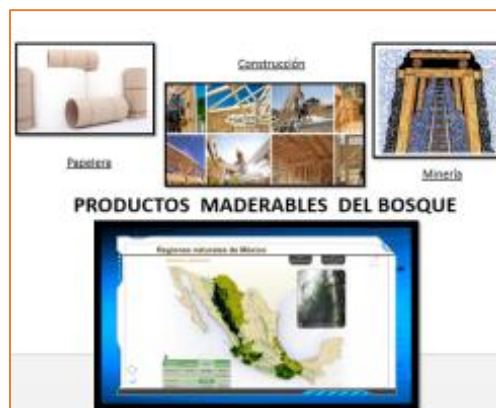 Construcción
Papelera
Minería
PRODUCTOS MADERABLES DEL BOSQUE
Regiones naturales de México